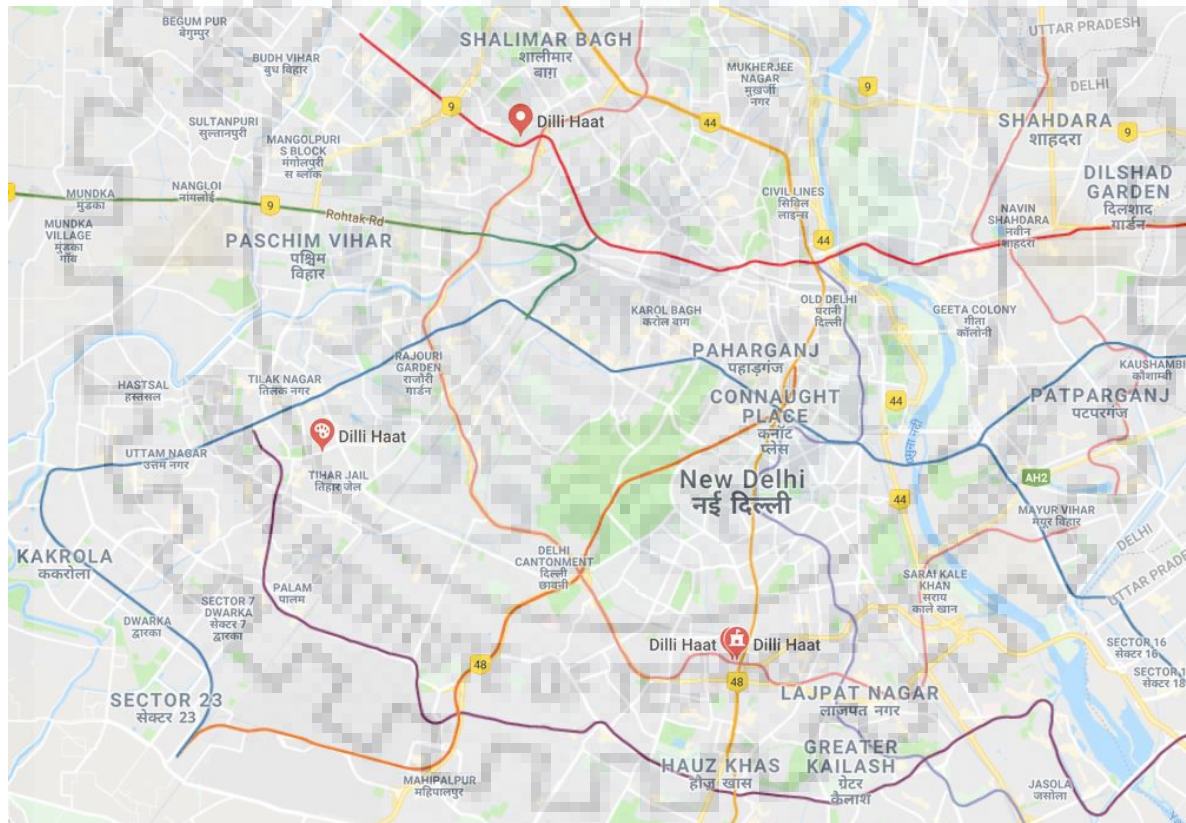 BEGUM PUR
बेगुमपुर
BUDH VIHAR
बुध विहार
SHALIMAR BAGH
शालीमार
बाग़
MUKHERJEE
NAGAR
मुखर्जी
नगर
UTTAR PRADESH
DELHI
9
9
44
SULTANPURI
सुल्तानपुरी
Dilli Haat
SHAHDARA
शाहदरा
9
MANGOLPURI
S BLOCK
मंगोलपुरी
स ब्लॉक
DILSHAD
GARDEN
दिलशाद
गार्डन
MUNDKA
मुंडका
NANGLOI
नांगलोई
9
Rohtak Rd
CIVIL LINES
सिविल
लाइन्स
NAVIN
SHAHDARA
नवीन
शाहदरा
MUNDKA
VILLAGE
मुंडका
गाँव
PASCHIM VIHAR
पश्चिम
विहार
44
KAROL BAGH
करोल बाग
OLD DELHI
पुरानी
दिल्ली
GEETA COLONY
गीता
कॉलोनी
RAJOURI
GARDEN
राजोरी
गार्डन
PAHARGANJ
पहाड़गंज
KAUSHAMBI
कौशाम्बी
HASTSAL
हस्तसल
TILAK NAGAR
तिलक नगर
CONNAUGHT
PLACE
कनॉट
प्लेस
44
PATPARGANJ
पटपरगंज
Dilli Haat
UTTAM NAGAR
उत्तम नगर
TIHAR JAIL
तिहार जेल
New Delhi
नई दिल्ली
AH2
44
MAYUR VIHAR
मयूर विहार
DELHI
UTTAR PRADE
KAKROLA
ककरोला
DELHI
CANTONMENT
दिल्ली
छावनी
SARAI KALE
KHAN
सराय
काले खान
PALAM
पालम
SECTOR 7
DWARKA
सेक्टर 7
द्वारका
DWARKA
द्वारका
Dilli Haat
Dilli Haat
SECTOR 16
सेक्टर 16
48
48
SECTOR 1
सेक्टर 18
SECTOR 23
सेक्टर 23
LAJPAT NAGAR
लाजपत नगर
HAUZ KHAS
हौज़ खास
GREATER
KAILASH
ग्रेटर
कैलाश
MAHIPALPUR
महिपालपुर
JASOLA
जसोला